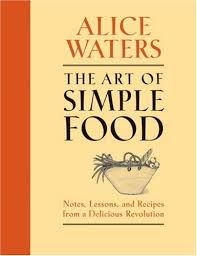 ALICE
WATERS
THE ART OF
SIMPLE
FOOD
Notes, Lessons, and Recipes
from a Delicious Revolution